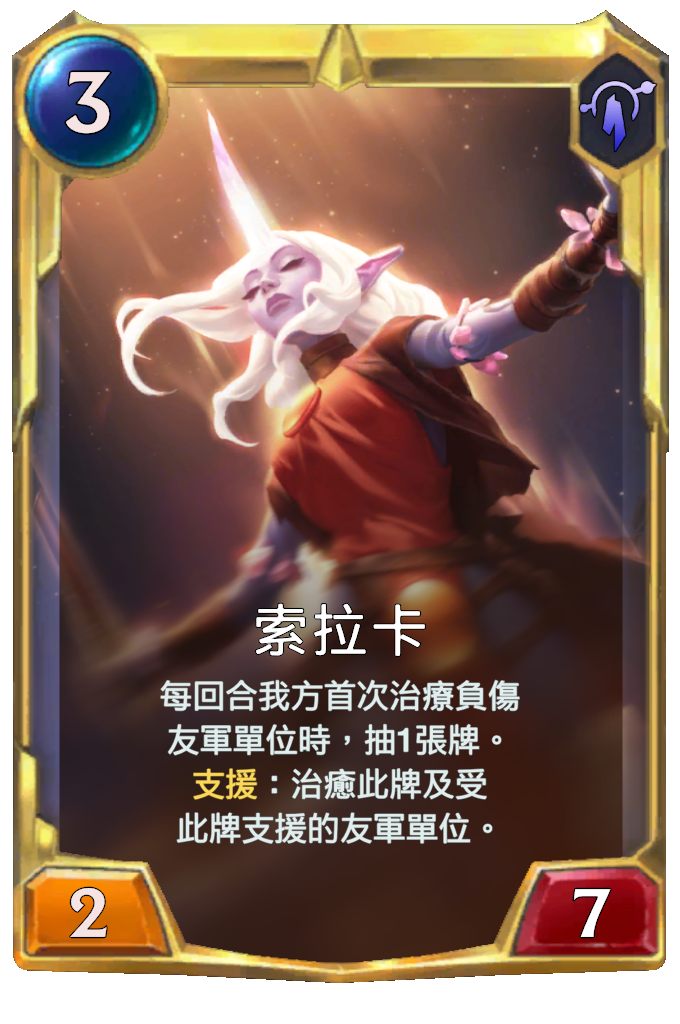 3
索拉卡
每回合我方首次治療負傷
友軍單位時，抽1張牌。
支援：治癒此牌及受
此牌支援的友軍單位。
2
7